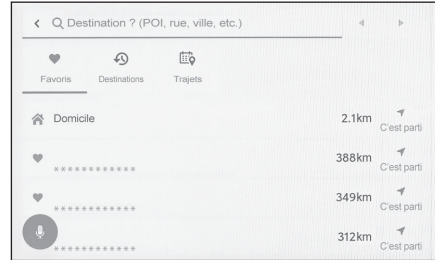 Destination ? (POI, rue, ville, etc.)
Favoris Destinations Trajets
Domicile 2.1km C'est parti
************ 388km C'est parti
************ 349km C'est parti
************ 312km C'est parti